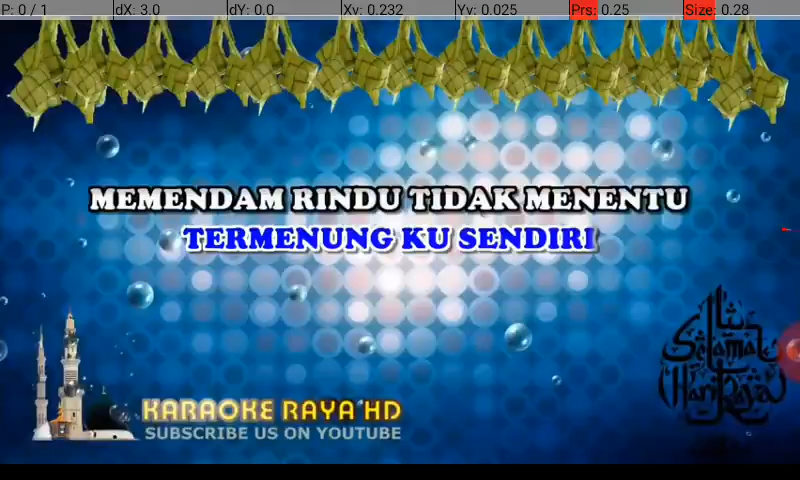 P: 0 / 1 dX: 3.0 dY: 0.0 Xv: 0.232 Yv: 0.025 Prs: 0.25 Size: 0.28
MEMENDAM RINDU TIDAK MENENTU
TERMENUNG KU SENDIRI
Selamat
Hari Raya
KARAOKE RAYA HD
SUBSCRIBE US ON YOUTUBE